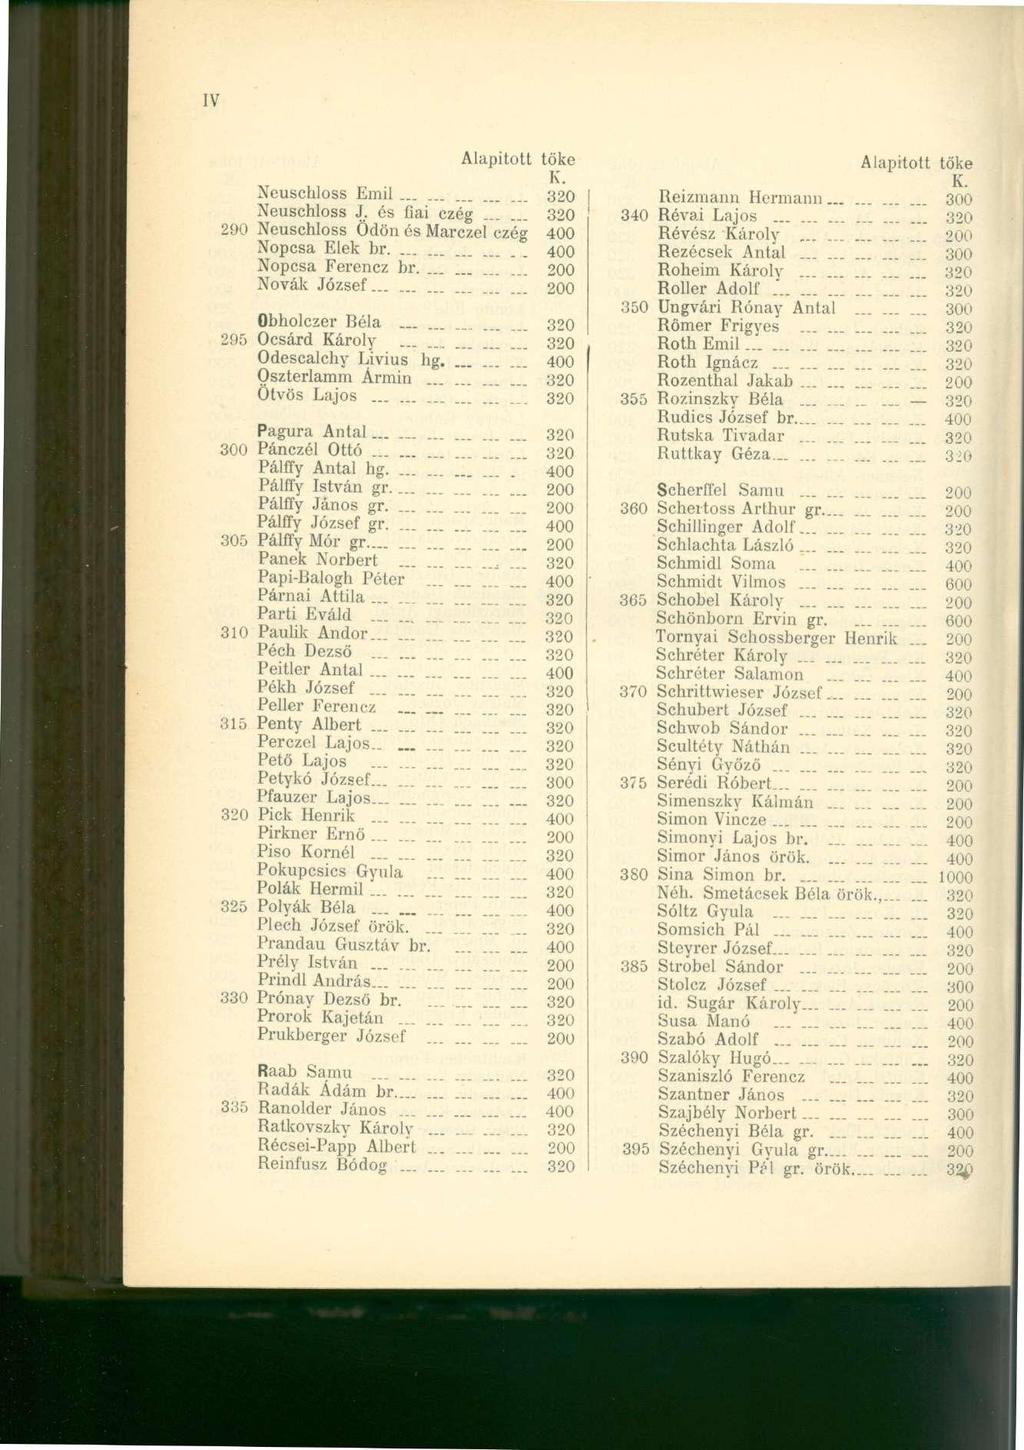 IV
Alapitott tőke
K.
Neuschloss Emil 320
Neuschloss J. és fiai czég 320
290 Neuschloss Ödön és Marczel czég 400
Nopcsa Elek br. 400
Nopcsa Ferencz br. 200
Novák József 200
Obholczer Béla 320
295 Ocsárd Károly 320
Odescalchy Livius hg. 400
Oszterlamm Ármin 320
Ötvös Lajos 320
Pagura Antal 320
300 Pánczél Ottó 320
Pálffy Antal hg. 400
Pálffy István gr. 200
Pálffy János gr. 200
Pálffy József gr. 400
305 Pálffy Mór gr. 200
Panek Norbert 320
Papi-Balogh Péter 400
Párnai Attila 320
Parti Eváld 320
310 Paulik Andor 320
Péch Dezső 320
Peitler Antal 400
Pékh József 320
Peller Ferencz 320
315 Penty Albert 320
Perczel Lajos 320
Pető Lajos 320
Petykó József 300
Pfauzer Lajos 320
320 Pick Henrik 400
Pirkner Ernő 200
Piso Kornél 320
Pokupcsics Gyula 400
Polák Hermil 320
325 Polyák Béla 400
Plech József örök. 320
Prandau Gusztáv br. 400
Prély István 200
Prindl András 200
330 Prónay Dezső br. 320
Prorok Kajetán 320
Prukberger József 200
Raab Samu 320
Radák Ádám br. 400
335 Ranolder János 400
Ratkovszky Károly 320
Récsei-Papp Albert 200
Reinfusz Bódog 320
Alapitott tőke
K.
Reizmann Hermann 300
340 Révai Lajos 320
Révész Károly 200
Rezécsek Antal 300
Roheim Károly 320
Roller Adolf 320
350 Ungvári Rónay Antal 300
Römer Frigyes 320
Roth Emil 320
Roth Ignácz 320
Rozenthal Jakab 200
355 Rozinszky Béla 320
Rudics József br. 400
Rutska Tivadar 320
Ruttkay Géza 320
Scherffel Samu 200
360 Schertoss Arthur gr. 200
Schillinger Adolf 320
Schlachta László 320
Schmidl Soma 400
Schmidt Vilmos 600
365 Schobel Károly 200
Schönborn Ervin gr. 600
Tornyai Schossberger Henrik 200
Schréter Károly 320
Schréter Salamon 400
370 Schrittwieser József 200
Schubert József 320
Schwob Sándor 320
Scultéty Náthán 320
Sényi Győző 320
375 Serédi Róbert 200
Simenszky Kálmán 200
Simon Vincze 200
Simonyi Lajos br. 400
Simor János örök. 400
380 Sina Simon br. 1000
Néh. Smetácsek Béla örök., 320
Sóltz Gyula 320
Somsich Pál 400
Steyrer József 320
385 Strobel Sándor 200
Stolcz József 300
id. Sugár Károly 200
Susa Manó 400
Szabó Adolf 200
390 Szalóky Hugó 320
Szaniszló Ferencz 400
Szantner János 320
Szajbély Norbert 300
Széchenyi Béla gr. 400
395 Széchenyi Gyula gr. 200
Széchenyi Pál gr. örök. 320